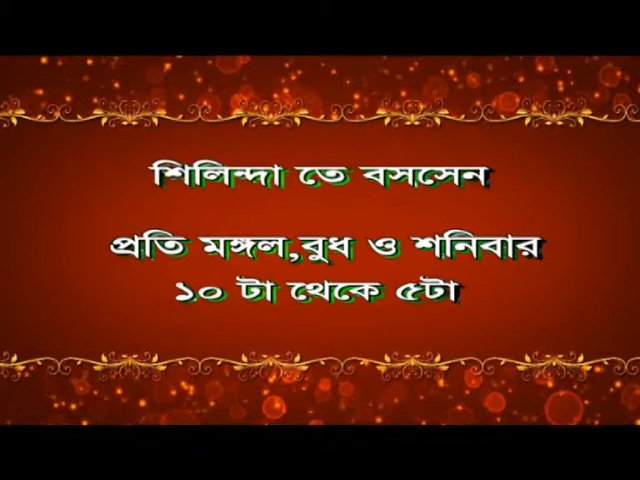 শিলিন্দা তে বসসেন
প্রতি মঙ্গল,বুধ ও শনিবার
১০ টা থেকে ৫টা